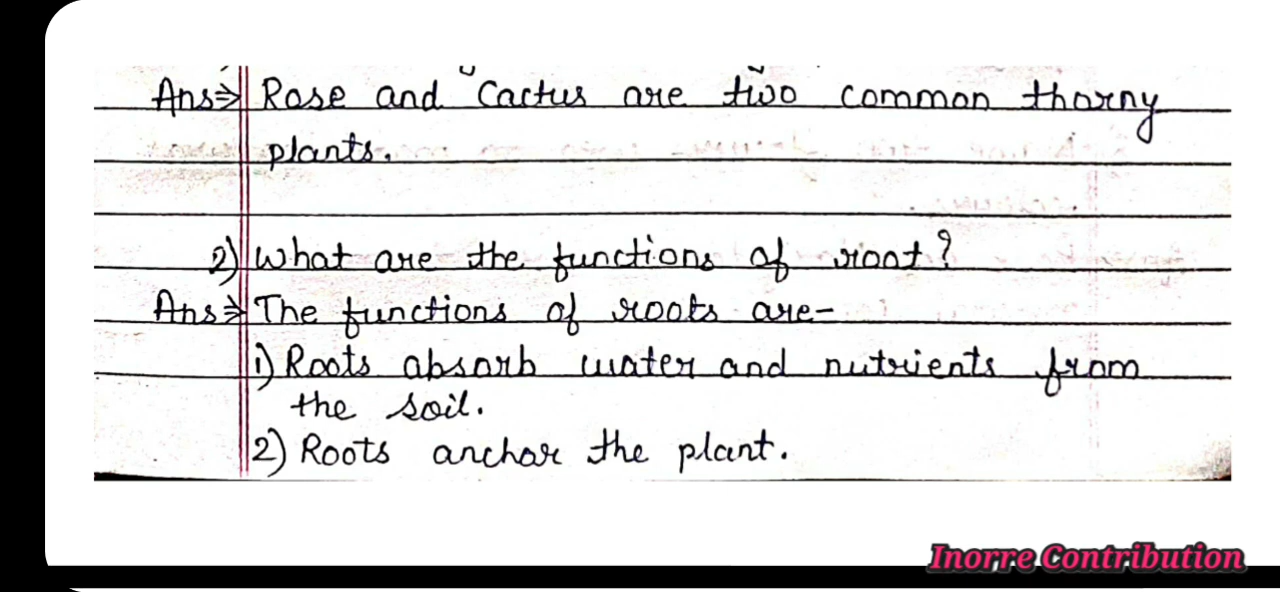 Ans⇒ Rose and Cactus are two common thorny
plants.
2) What are the functions of root?
Ans⇒ The functions of roots are-
i) Roots absorb water and nutrients from
the soil.
2) Roots anchor the plant.
Inorre Contribution